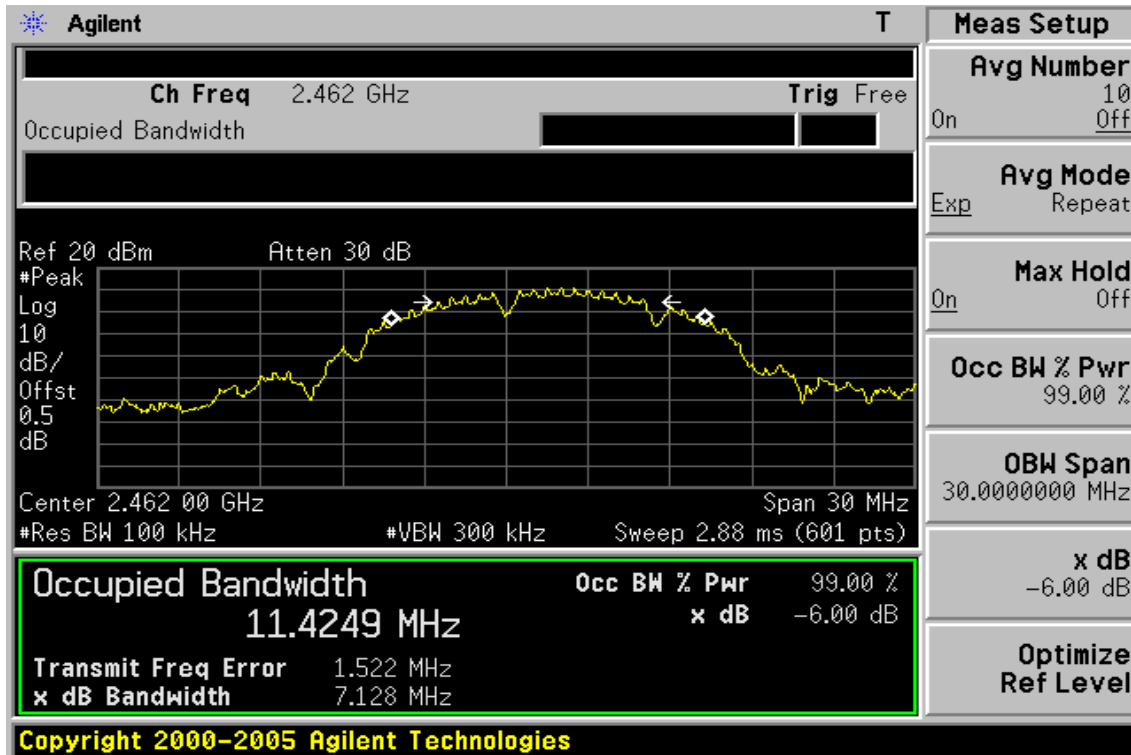 Agilent T
Ch Freq 2.462 GHz Trig Free
Occupied Bandwidth
Ref 20 dBm Atten 30 dB
#Peak
Log
10
dB/
Offst
0.5
dB
Center 2.462 00 GHz Span 30 MHz
#Res BW 100 kHz #VBW 300 kHz Sweep 2.88 ms (601 pts)
Occupied Bandwidth Occ BW % Pwr 99.00 %
11.4249 MHz x dB -6.00 dB
Transmit Freq Error 1.522 MHz
x dB Bandwidth 7.128 MHz
Copyright 2000-2005 Agilent Technologies
Meas Setup
Avg Number
10
On Off
Avg Mode
Exp Repeat
Max Hold
On Off
Occ BW % Pwr
99.00 %
OBW Span
30.0000000 MHz
x dB
-6.00 dB
Optimize
Ref Level